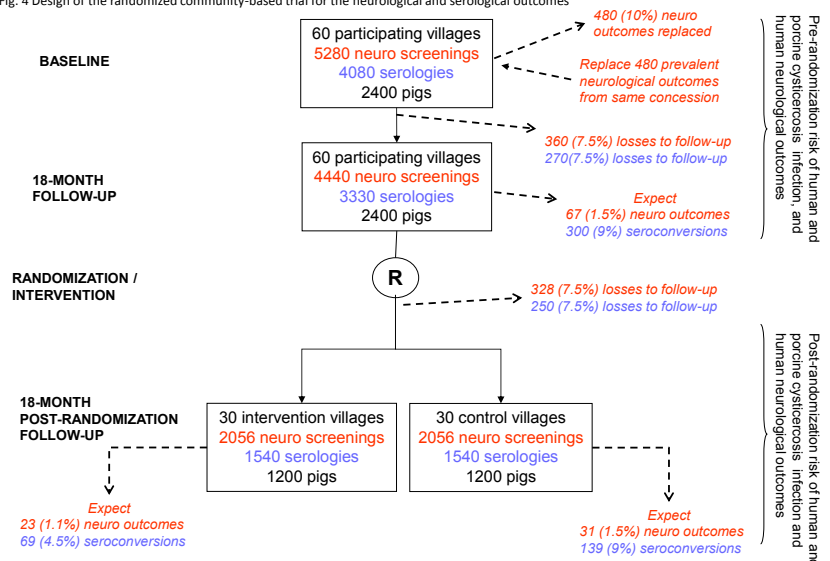 Fig. 4 Design of the randomized community-based trial for the neurological and serological outcomes
BASELINE
60 participating villages
5280 neuro screenings
4080 serologies
2400 pigs
480 (10%) neuro
outcomes replaced
Replace 480 prevalent
neurological outcomes
from same concession
360 (7.5%) losses to follow-up
270(7.5%) losses to follow-up
Pre-randomization risk of human and
porcine cysticercosis infection, and
human neurological outcomes
18-MONTH
FOLLOW-UP
60 participating villages
4440 neuro screenings
3330 serologies
2400 pigs
Expect
67 (1.5%) neuro outcomes
300 (9%) seroconversions
RANDOMIZATION /
INTERVENTION
R
328 (7.5%) losses to follow-up
250 (7.5%) losses to follow-up
18-MONTH
POST-RANDOMIZATION
FOLLOW-UP
30 intervention villages
2056 neuro screenings
1540 serologies
1200 pigs
30 control villages
2056 neuro screenings
1540 serologies
1200 pigs
Expect
23 (1.1%) neuro outcomes
69 (4.5%) seroconversions
Expect
31 (1.5%) neuro outcomes
139 (9%) seroconversions
Post-randomization risk of human and
porcine cysticercosis infection and
human neurological outcomes